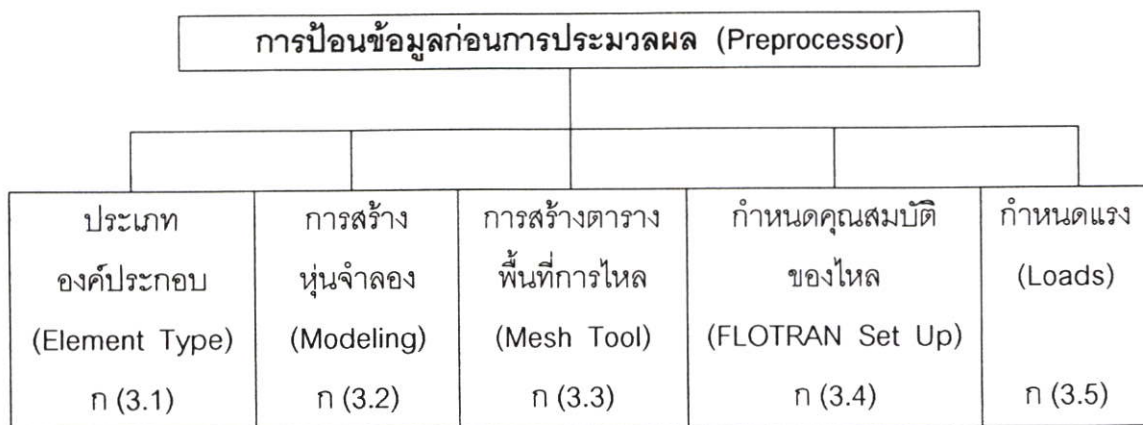 การป้อนข้อมูลก่อนการประมวลผล (Preprocessor)
ประเภท
องค์ประกอบ
(Element Type)
ก (3.1)
การสร้าง
หุ่นจำลอง
(Modeling)
ก (3.2)
การสร้างตาราง
พื้นที่การไหล
(Mesh Tool)
ก (3.3)
กำหนดคุณสมบัติ
ของไหล
(FLOTRAN Set Up)
ก (3.4)
กำหนดแรง
(Loads)
ก (3.5)